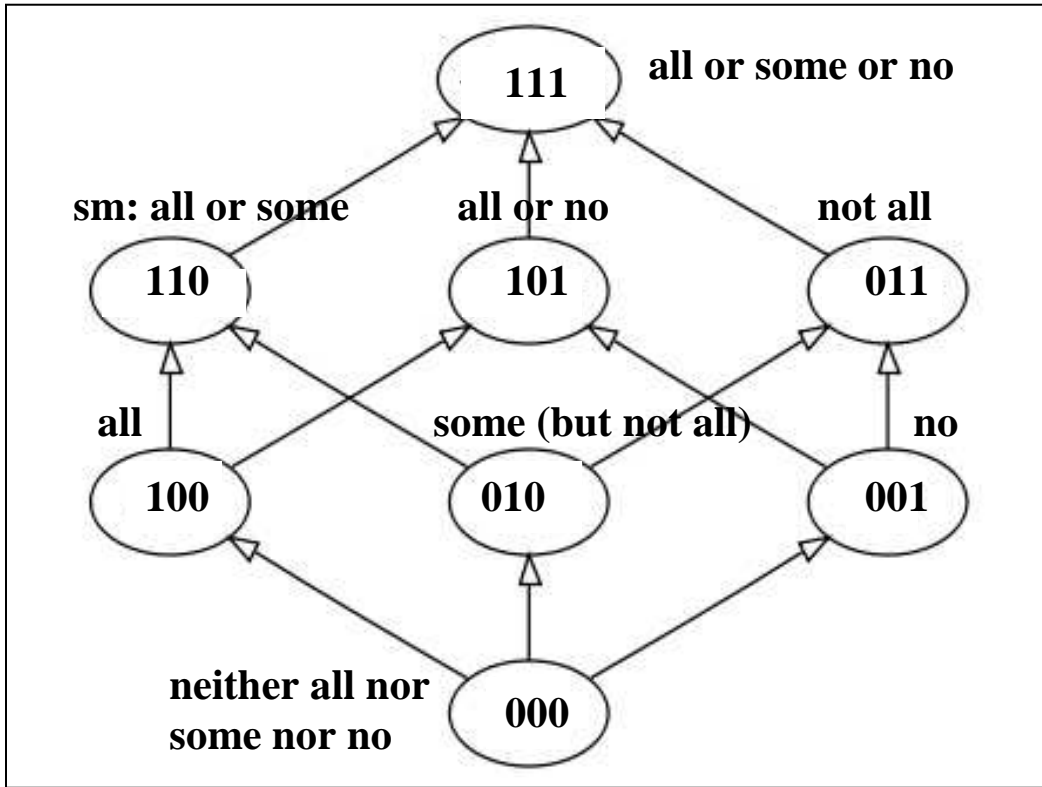 all or some or no
111
sm: all or some
all or no
not all
110
101
011
all
some (but not all)
no
100
010
001
neither all nor
some nor no
000